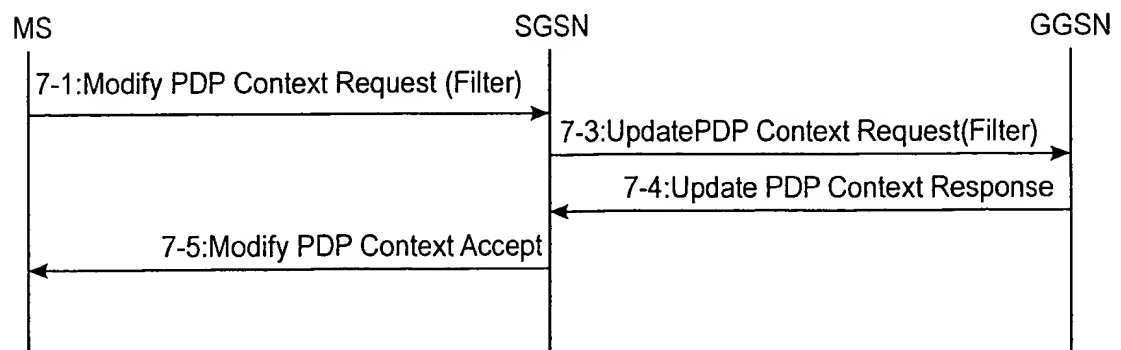 MS
SGSN
GGSN
7-1:Modify PDP Context Request (Filter)
7-3:UpdatePDP Context Request(Filter)
7-4:Update PDP Context Response
7-5:Modify PDP Context Accept